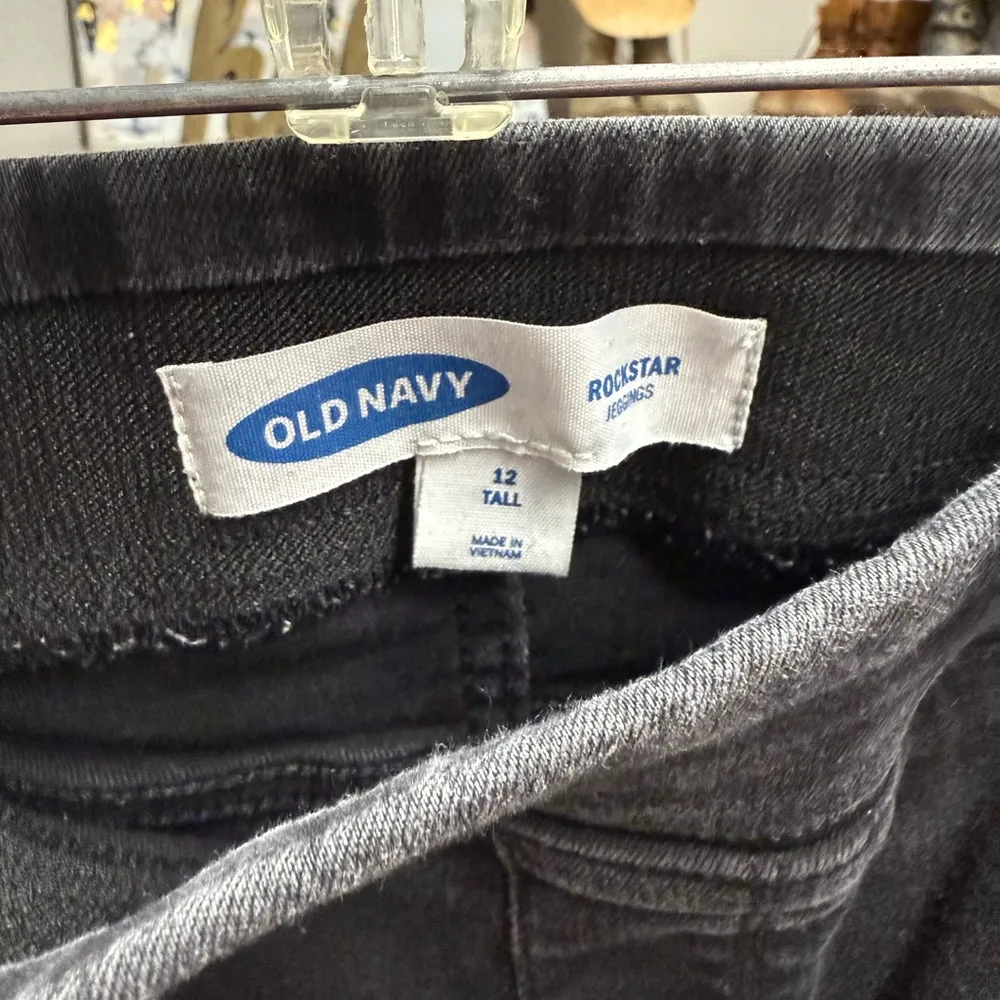 OLD NAVY
ROCKSTAR
JEGGINGS
12
TALL
MADE IN
VIETNAM